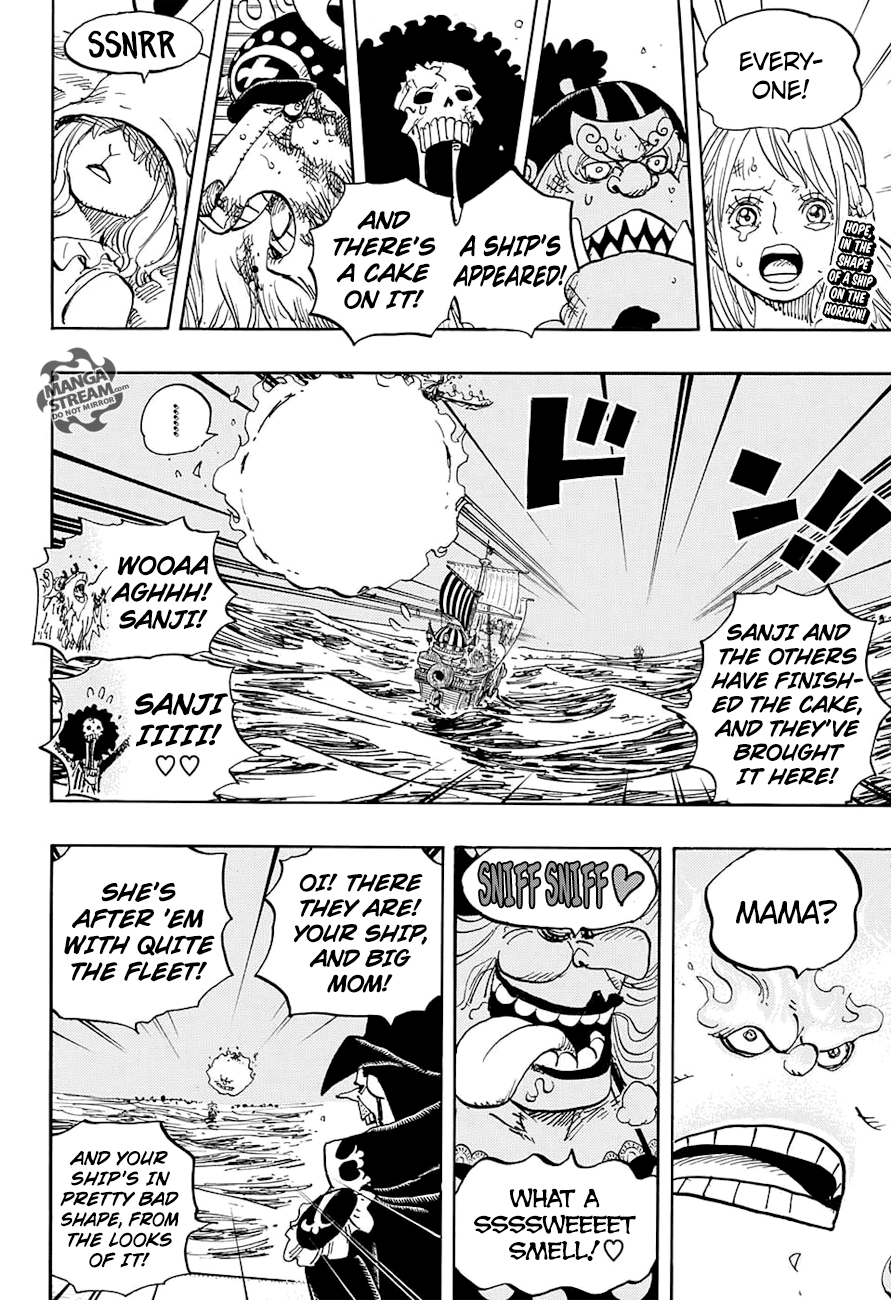 EVERY-
ONE!
HOPE,
IN THE
SHAPE
OF A SHIP
ON THE
HORIZON!
A SHIP'S
APPEARED!
AND
THERE'S
A CAKE
ON IT!
SSNRR
MANGA
STREAM.com
DO NOT MIRROR
ドン!!
SANJI AND
THE OTHERS
HAVE FINISH-
ED THE CAKE,
AND THEY'VE
BROUGHT
IT HERE!
......
WOOAA
AGHHH!
SANJI!
SANJI
IIIII!
♡♡
MAMA?
SNIFF SNIFF ♡
WHAT A
SSSSWEEEET
SMELL!♡
OI! THERE
THEY ARE!
YOUR SHIP,
AND BIG
MOM!
SHE'S
AFTER 'EM
WITH QUITE
THE FLEET!
AND YOUR
SHIP'S IN
PRETTY BAD
SHAPE, FROM
THE LOOKS
OF IT!